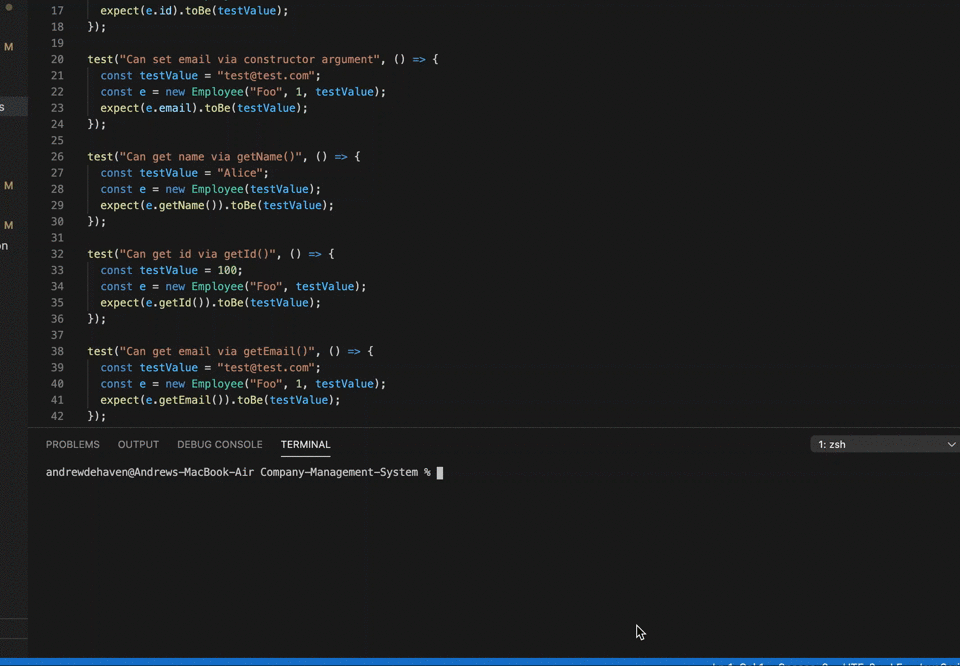 17 expect(e.id).toBe(testValue);
18 });
19
M
20 test("Can set email via constructor argument", () => {
21 const testValue = "test@test.com";
22 const e = new Employee("Foo", 1, testValue);
s
23 expect(e.email).toBe(testValue);
24 });
25
26 test("Can get name via getName()", () => {
27 const testValue = "Alice";
M
28 const e = new Employee(testValue);
29 expect(e.getName()).toBe(testValue);
30 });
M
31
on
32 test("Can get id via getId()", () => {
33 const testValue = 100;
34 const e = new Employee("Foo", testValue);
35 expect(e.getId()).toBe(testValue);
36 });
37
38 test("Can get email via getEmail()", () => {
39 const testValue = "test@test.com";
40 const e = new Employee("Foo", 1, testValue);
41 expect(e.getEmail()).toBe(testValue);
42 });
PROBLEMS OUTPUT DEBUG CONSOLE TERMINAL 1: zsh
andrewdehaven@Andrews-MacBook-Air Company-Management-System %